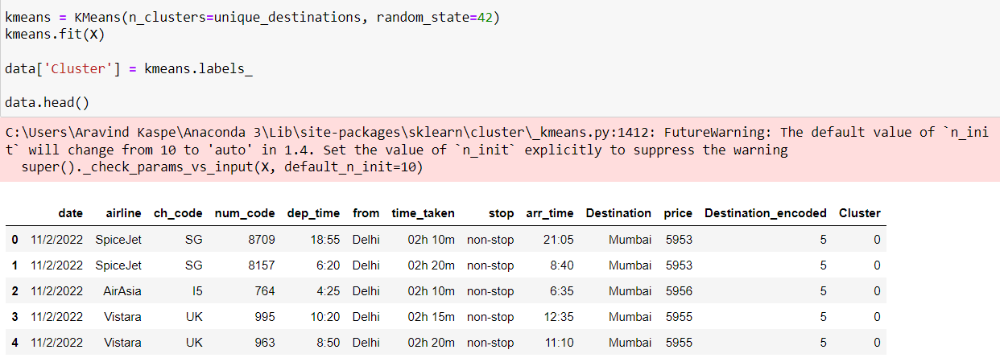 kmeans = KMeans(n_clusters=unique_destinations, random_state=42)
kmeans.fit(X)
data['Cluster'] = kmeans.labels_
data.head()
C:\Users\Aravind Kaspe\Anaconda 3\Lib\site-packages\sklearn\cluster\_kmeans.py:1412: FutureWarning: The default value of `n_ini
t` will change from 10 to 'auto' in 1.4. Set the value of `n_init` explicitly to suppress the warning
super()._check_params_vs_input(X, default_n_init=10)
date airline ch_code num_code dep_time from time_taken stop arr_time Destination price Destination_encoded Cluster
0 11/2/2022 SpiceJet SG 8709 18:55 Delhi 02h 10m non-stop 21:05 Mumbai 5953 5 0
1 11/2/2022 SpiceJet SG 8157 6:20 Delhi 02h 20m non-stop 8:40 Mumbai 5953 5 0
2 11/2/2022 AirAsia I5 764 4:25 Delhi 02h 10m non-stop 6:35 Mumbai 5956 5 0
3 11/2/2022 Vistara UK 995 10:20 Delhi 02h 15m non-stop 12:35 Mumbai 5955 5 0
4 11/2/2022 Vistara UK 963 8:50 Delhi 02h 20m non-stop 11:10 Mumbai 5955 5 0